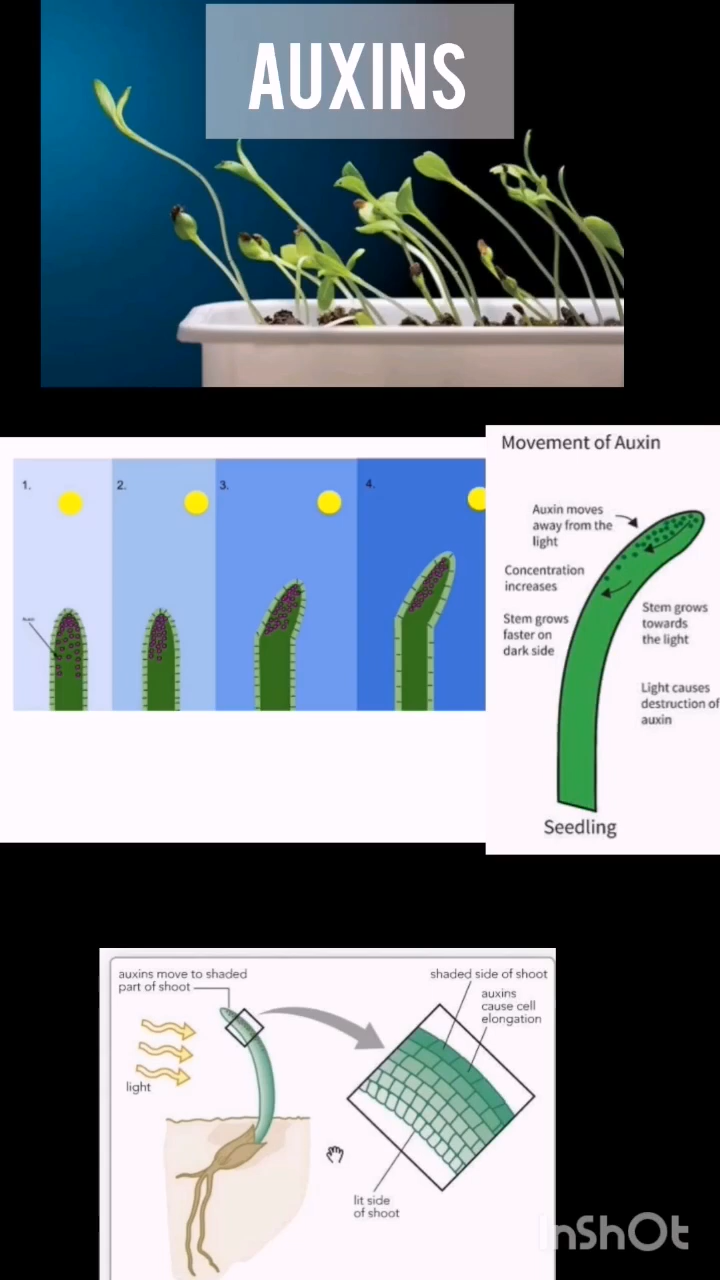 AUXINS
1.
2.
3.
4.
Movement of Auxin
Auxin moves
away from the
light
Concentration
increases
Stem grows
faster on
dark side
Stem grows
towards
the light
Light causes
destruction of
auxin
Seedling
auxins move to shaded
part of shoot
light
shaded side of shoot
auxins
cause cell
elongation
lit side
of shoot
InShOt